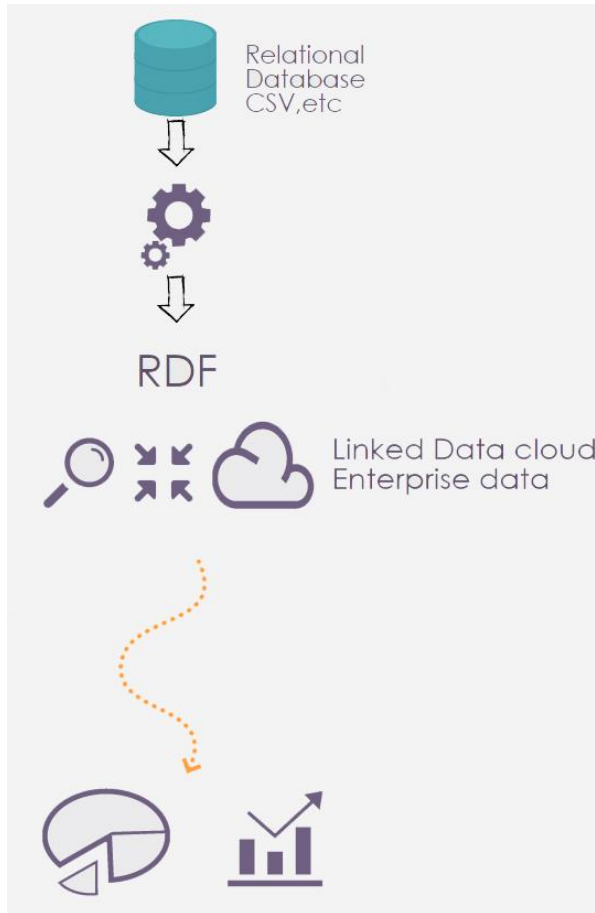 Relational
Database
CSV,etc
RDF
Linked Data cloud
Enterprise data